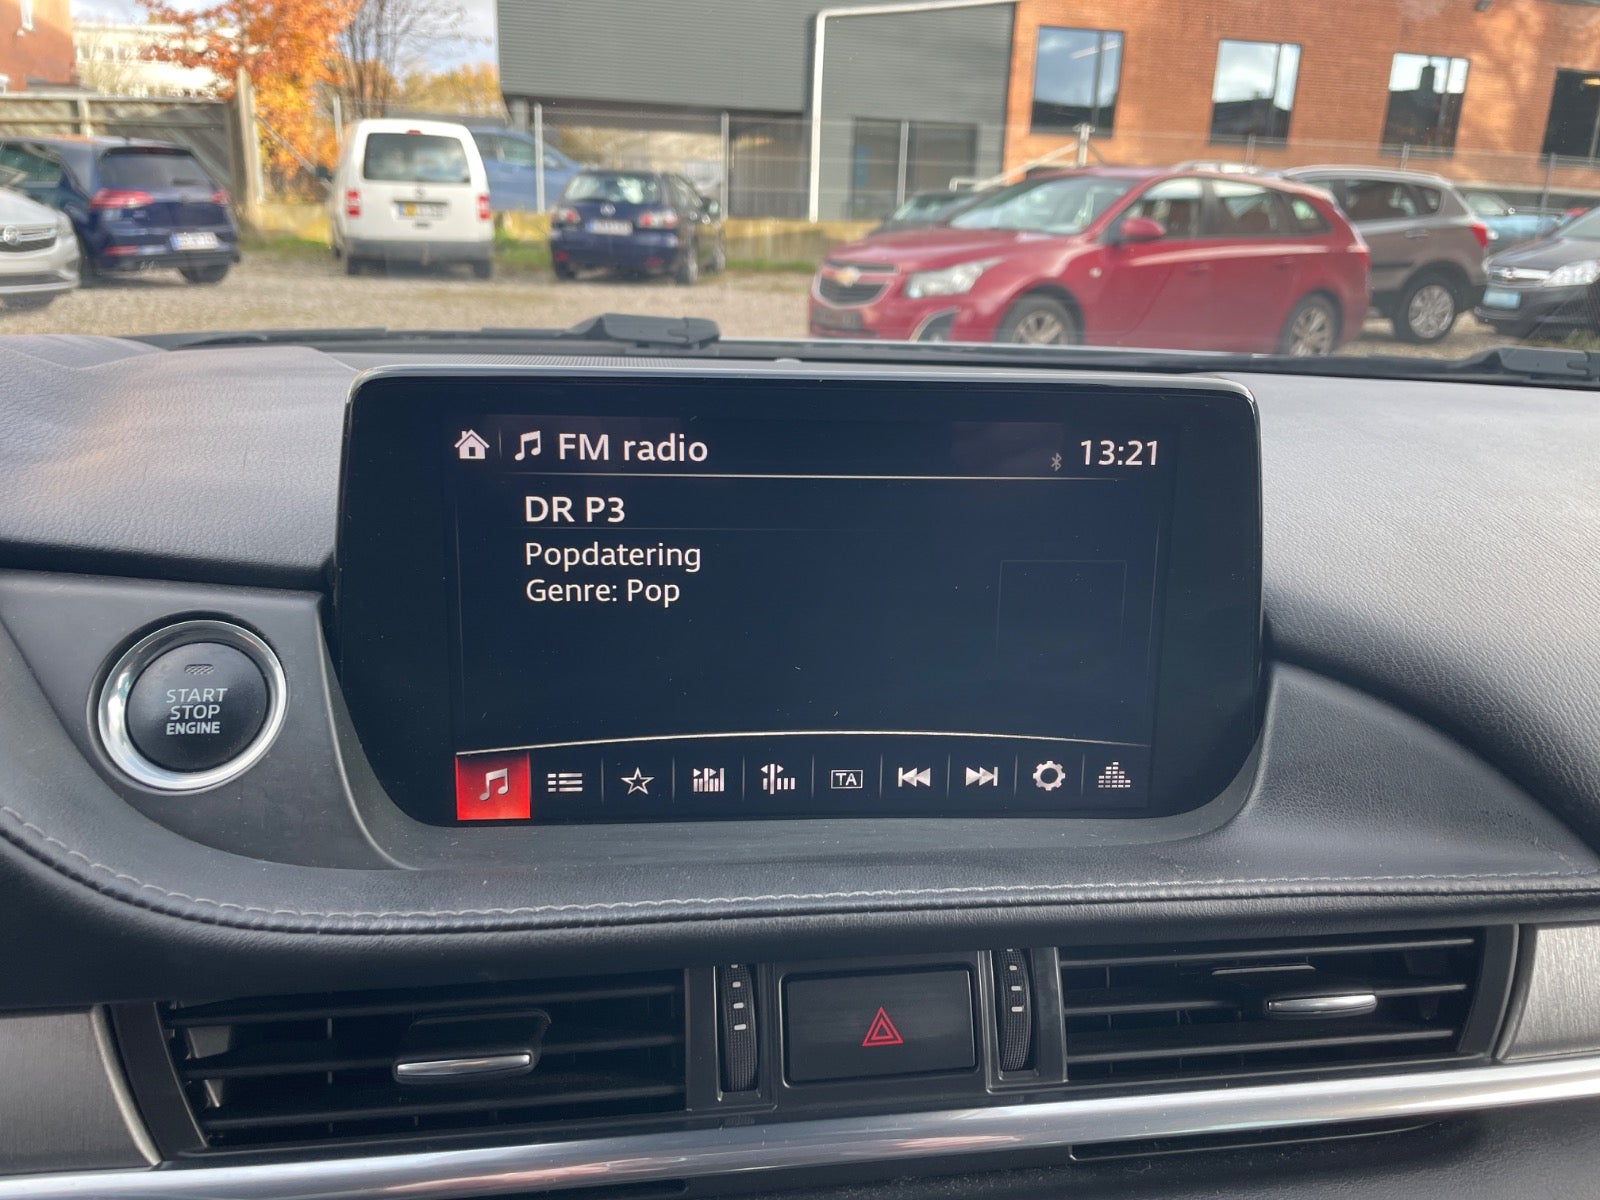 FM radio
13:21
DR P3
Popdatering
Genre: Pop
TA
START
STOP
ENGINE